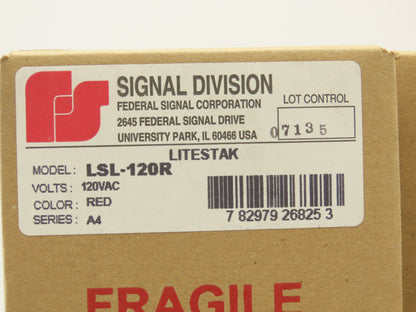 SIGNAL DIVISION
FEDERAL SIGNAL CORPORATION
2645 FEDERAL SIGNAL DRIVE
UNIVERSITY PARK, IL 60466 USA
LOT CONTROL
07135
LITESTAK
MODEL: LSL-120R
VOLTS: 120VAC
COLOR: RED
SERIES: A4
7 82979 26825 3
FRAGILE